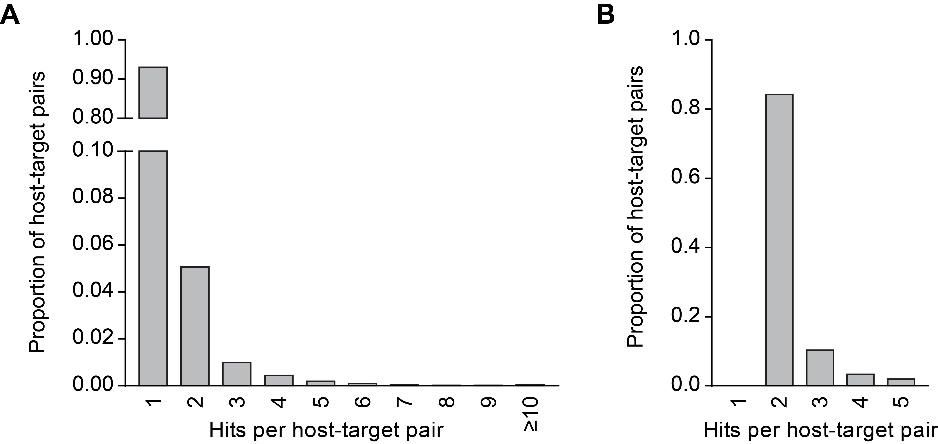 A
Proportion of host-target pairs
1.00
0.90
0.80
0.10
0.08
0.06
0.04
0.02
0.00
1 2 3 4 5 6 7 8 9 ≥10
Hits per host-target pair
B
Proportion of host-target pairs
1.0
0.8
0.6
0.4
0.2
0.0
1 2 3 4 5
Hits per host-target pair